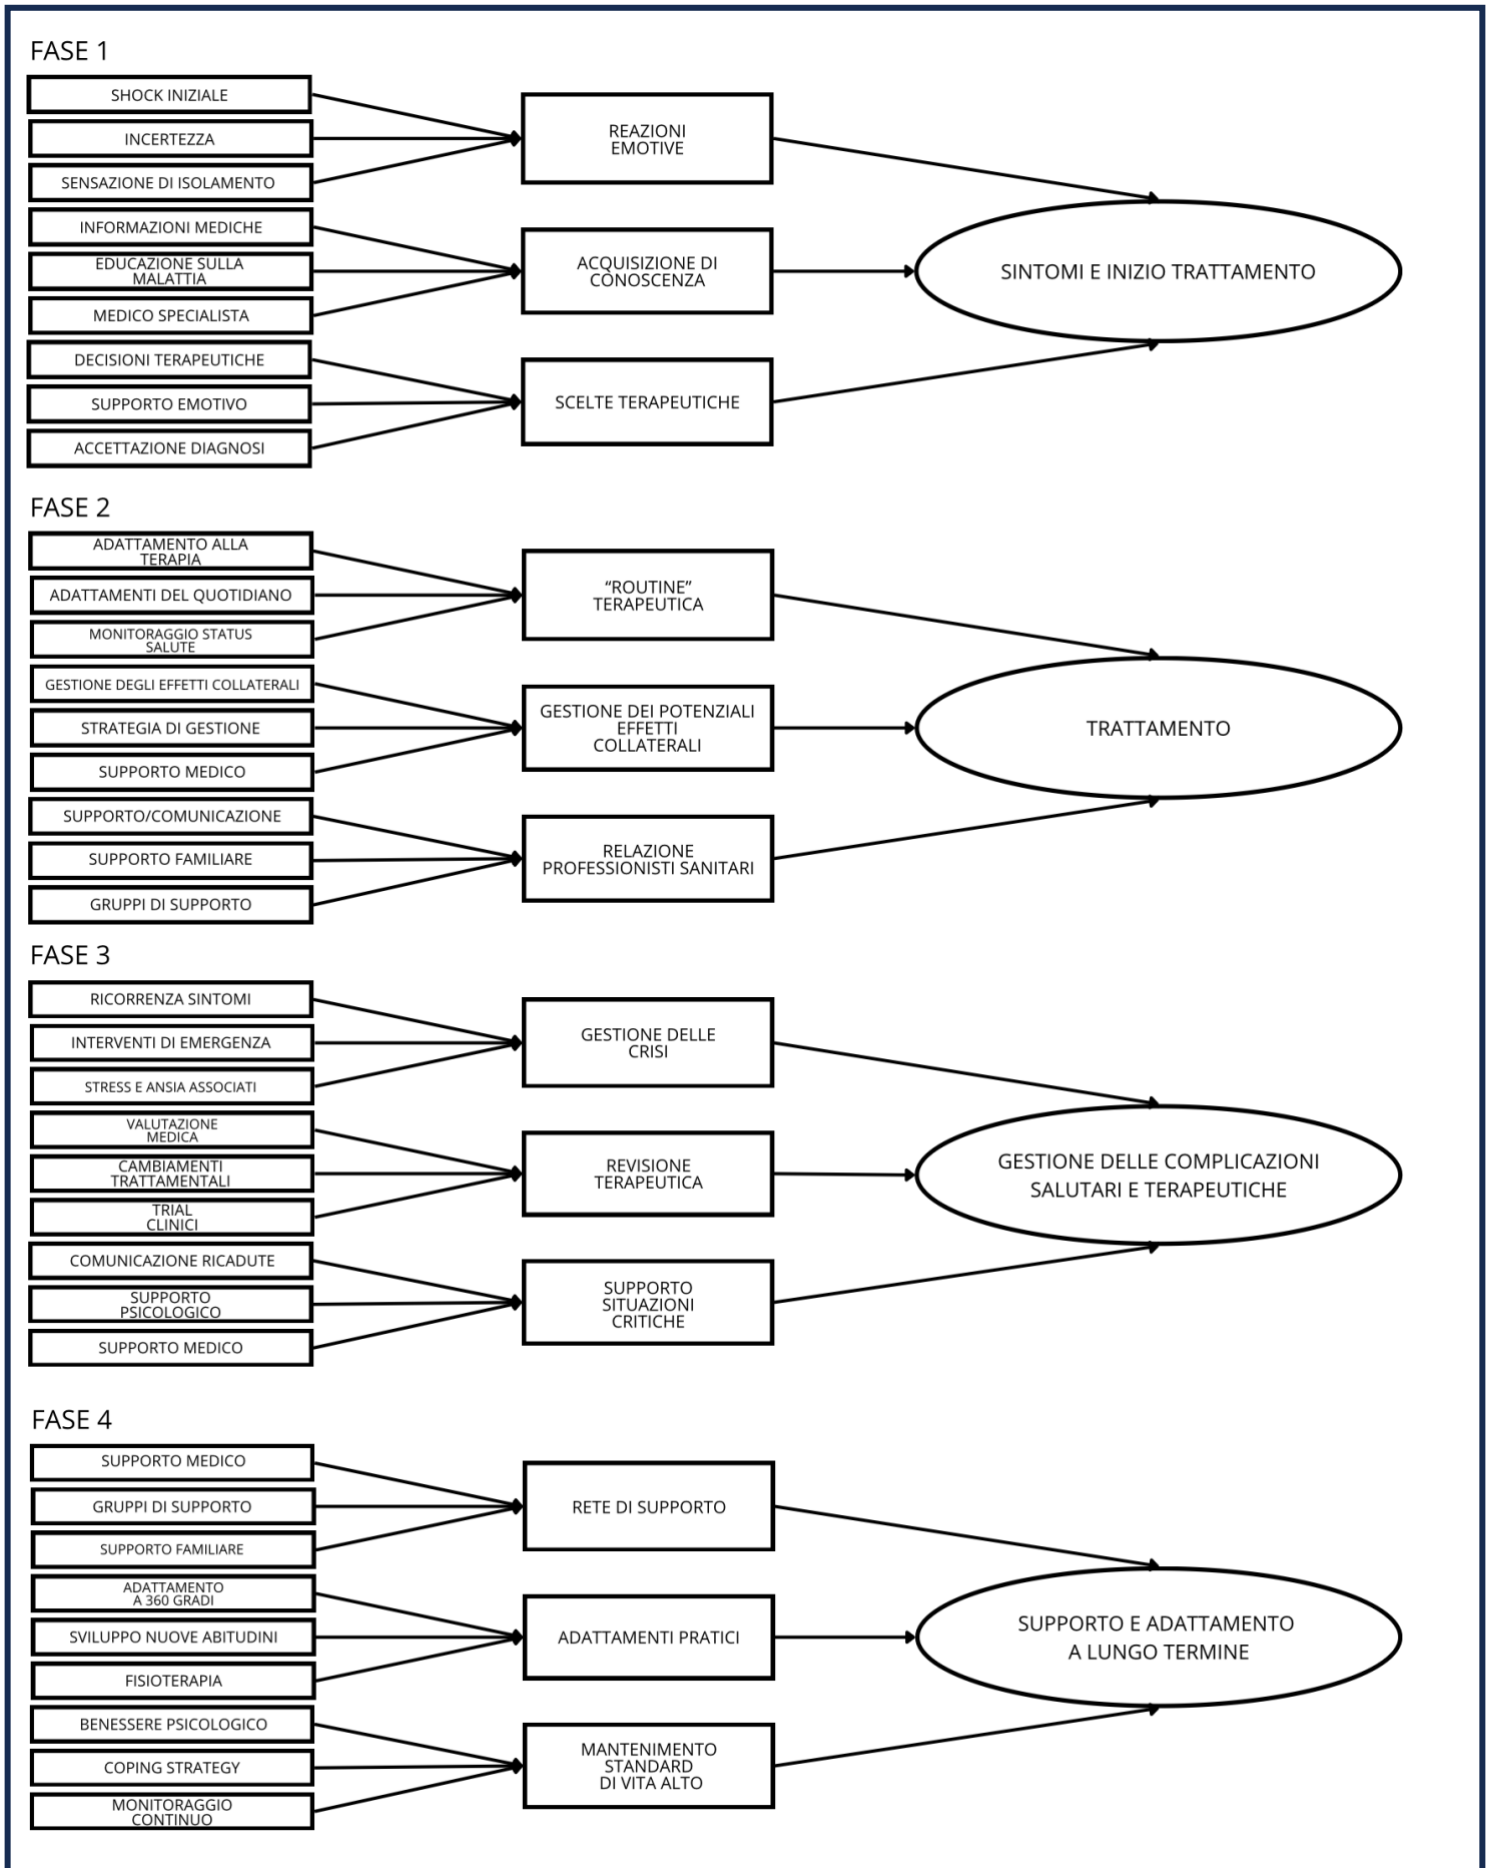 FASE 1
SHOCK INIZIALE
INCERTEZZA
SENSAZIONE DI ISOLAMENTO
INFORMAZIONI MEDICHE
EDUCAZIONE SULLA
MALATTIA
MEDICO SPECIALISTA
DECISIONI TERAPEUTICHE
SUPPORTO EMOTIVO
ACCETTAZIONE DIAGNOSI
REAZIONI
EMOTIVE
ACQUISIZIONE DI
CONOSCENZA
SCELTE TERAPEUTICHE
SINTOMI E INIZIO TRATTAMENTO
FASE 2
ADATTAMENTO ALLA
TERAPIA
ADATTAMENTI DEL QUOTIDIANO
MONITORAGGIO STATUS
SALUTE
GESTIONE DEGLI EFFETTI COLLATERALI
STRATEGIA DI GESTIONE
SUPPORTO MEDICO
SUPPORTO/COMUNICAZIONE
SUPPORTO FAMILIARE
GRUPPI DI SUPPORTO
“ROUTINE”
TERAPEUTICA
GESTIONE DEI POTENZIALI
EFFETTI
COLLATERALI
RELAZIONE
PROFESSIONISTI SANITARI
TRATTAMENTO
FASE 3
RICORRENZA SINTOMI
INTERVENTI DI EMERGENZA
STRESS E ANSIA ASSOCIATI
VALUTAZIONE
MEDICA
CAMBIAMENTI
TRATTAMENTALI
TRIAL
CLINICI
COMUNICAZIONE RICADUTE
SUPPORTO
PSICOLOGICO
SUPPORTO MEDICO
GESTIONE DELLE
CRISI
REVISIONE
TERAPEUTICA
SUPPORTO
SITUAZIONI
CRITICHE
GESTIONE DELLE COMPLICAZIONI
SALUTARI E TERAPEUTICHE
FASE 4
SUPPORTO MEDICO
GRUPPI DI SUPPORTO
SUPPORTO FAMILIARE
ADATTAMENTO
A 360 GRADI
SVILUPPO NUOVE ABITUDINI
FISIOTERAPIA
BENESSERE PSICOLOGICO
COPING STRATEGY
MONITORAGGIO
CONTINUO
RETE DI SUPPORTO
ADATTAMENTI PRATICI
MANTENIMENTO
STANDARD
DI VITA ALTO
SUPPORTO E ADATTAMENTO
A LUNGO TERMINE